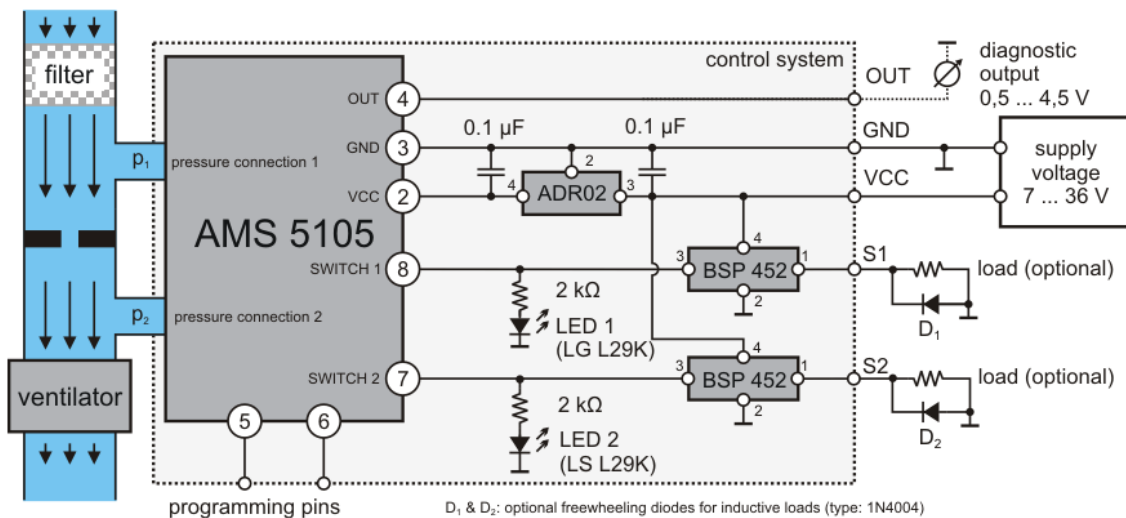 filter
control system
OUT
diagnostic
output
0,5 ... 4,5 V
OUT
4
0.1 µF
0.1 µF
GND
GND
3
2
p1
pressure connection 1
supply
voltage
7 ... 36 V
VCC
VCC
2
4
ADR02
3
AMS 5105
4
SWITCH 1
8
3
BSP 452
1
S1
load (optional)
2
2 kΩ
LED 1
(LG L29K)
D1
p2
pressure connection 2
4
SWITCH 2
7
3
BSP 452
1
S2
load (optional)
2
ventilator
2 kΩ
LED 2
(LS L29K)
D2
5
6
programming pins
D1 & D2: optional freewheeling diodes for inductive loads (type: 1N4004)